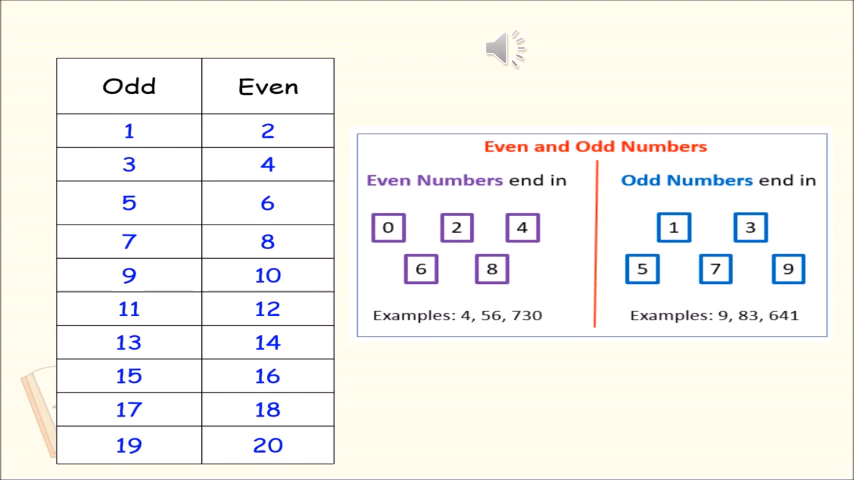 Odd Even
1 2
3 4
5 6
7 8
9 10
11 12
13 14
15 16
17 18
19 20
Even and Odd Numbers
Even Numbers end in
0 2 4
6 8
Examples: 4, 56, 730
Odd Numbers end in
1 3
5 7 9
Examples: 9, 83, 641